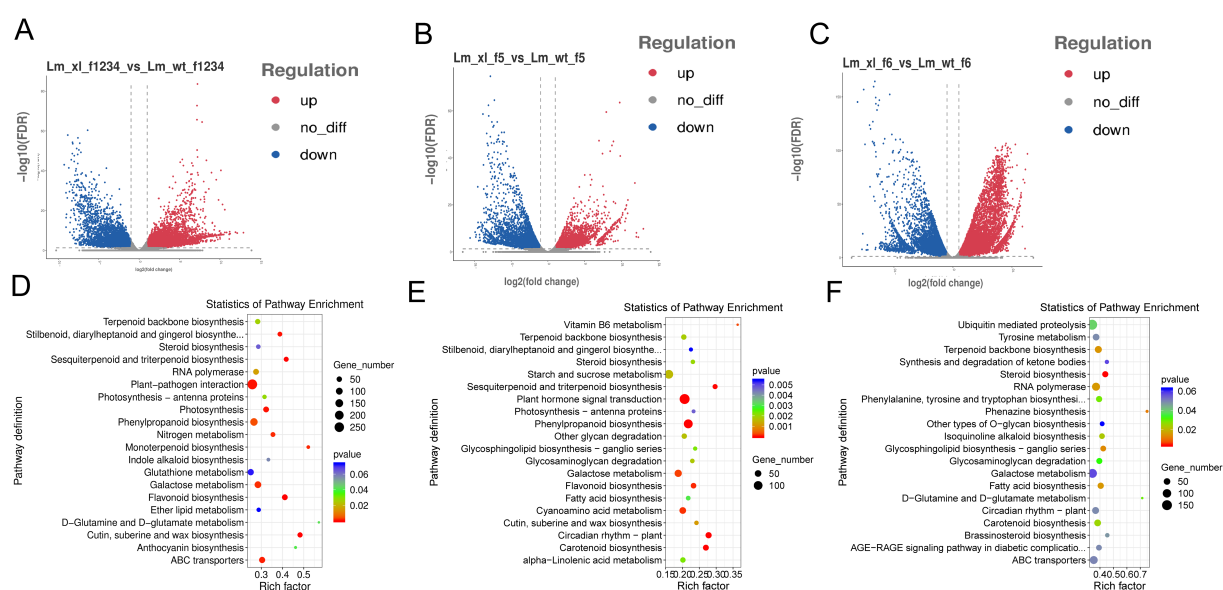 A
Lm_xl_f1234_vs_Lm_wt_f1234
Regulation
up
no_diff
down
−log10(FDR)
log2(fold change)
B
Lm_xl_f5_vs_Lm_wt_f5
Regulation
up
no_diff
down
−log10(FDR)
log2(fold change)
C
Lm_xl_f6_vs_Lm_wt_f6
Regulation
up
no_diff
down
−log10(FDR)
log2(fold change)
D
Statistics of Pathway Enrichment
Pathway definition
Terpenoid backbone biosynthesis
Stilbenoid, diarylheptanoid and gingerol biosynthe...
Steroid biosynthesis
Sesquiterpenoid and triterpenoid biosynthesis
RNA polymerase
Plant−pathogen interaction
Photosynthesis − antenna proteins
Photosynthesis
Phenylpropanoid biosynthesis
Nitrogen metabolism
Monoterpenoid biosynthesis
Indole alkaloid biosynthesis
Glutathione metabolism
Galactose metabolism
Flavonoid biosynthesis
Ether lipid metabolism
D−Glutamine and D−glutamate metabolism
Cutin, suberine and wax biosynthesis
Anthocyanin biosynthesis
ABC transporters
0.3 0.4 0.5
Rich factor
Gene_number
50
100
150
200
250
pvalue
0.06
0.04
0.02
E
Statistics of Pathway Enrichment
Pathway definition
Vitamin B6 metabolism
Terpenoid backbone biosynthesis
Stilbenoid, diarylheptanoid and gingerol biosynthe...
Steroid biosynthesis
Starch and sucrose metabolism
Sesquiterpenoid and triterpenoid biosynthesis
Plant hormone signal transduction
Photosynthesis − antenna proteins
Phenylpropanoid biosynthesis
Other glycan degradation
Glycosphingolipid biosynthesis − ganglio series
Glycosaminoglycan degradation
Galactose metabolism
Flavonoid biosynthesis
Fatty acid biosynthesis
Cyanoamino acid metabolism
Cutin, suberine and wax biosynthesis
Circadian rhythm − plant
Carotenoid biosynthesis
alpha−Linolenic acid metabolism
0.15 0.20 0.25 0.30 0.35
Rich factor
pvalue
0.005
0.004
0.003
0.002
0.001
Gene_number
50
100
F
Statistics of Pathway Enrichment
Pathway definition
Ubiquitin mediated proteolysis
Tyrosine metabolism
Terpenoid backbone biosynthesis
Synthesis and degradation of ketone bodies
Steroid biosynthesis
RNA polymerase
Phenylalanine, tyrosine and tryptophan biosynthesi...
Phenazine biosynthesis
Other types of O−glycan biosynthesis
Isoquinoline alkaloid biosynthesis
Glycosphingolipid biosynthesis − ganglio series
Glycosaminoglycan degradation
Galactose metabolism
Fatty acid biosynthesis
D−Glutamine and D−glutamate metabolism
Circadian rhythm − plant
Carotenoid biosynthesis
Brassinosteroid biosynthesis
AGE−RAGE signaling pathway in diabetic complicatio...
ABC transporters
0.4 0.5 0.6 0.7
Rich factor
pvalue
0.06
0.04
0.02
Gene_number
50
100
150